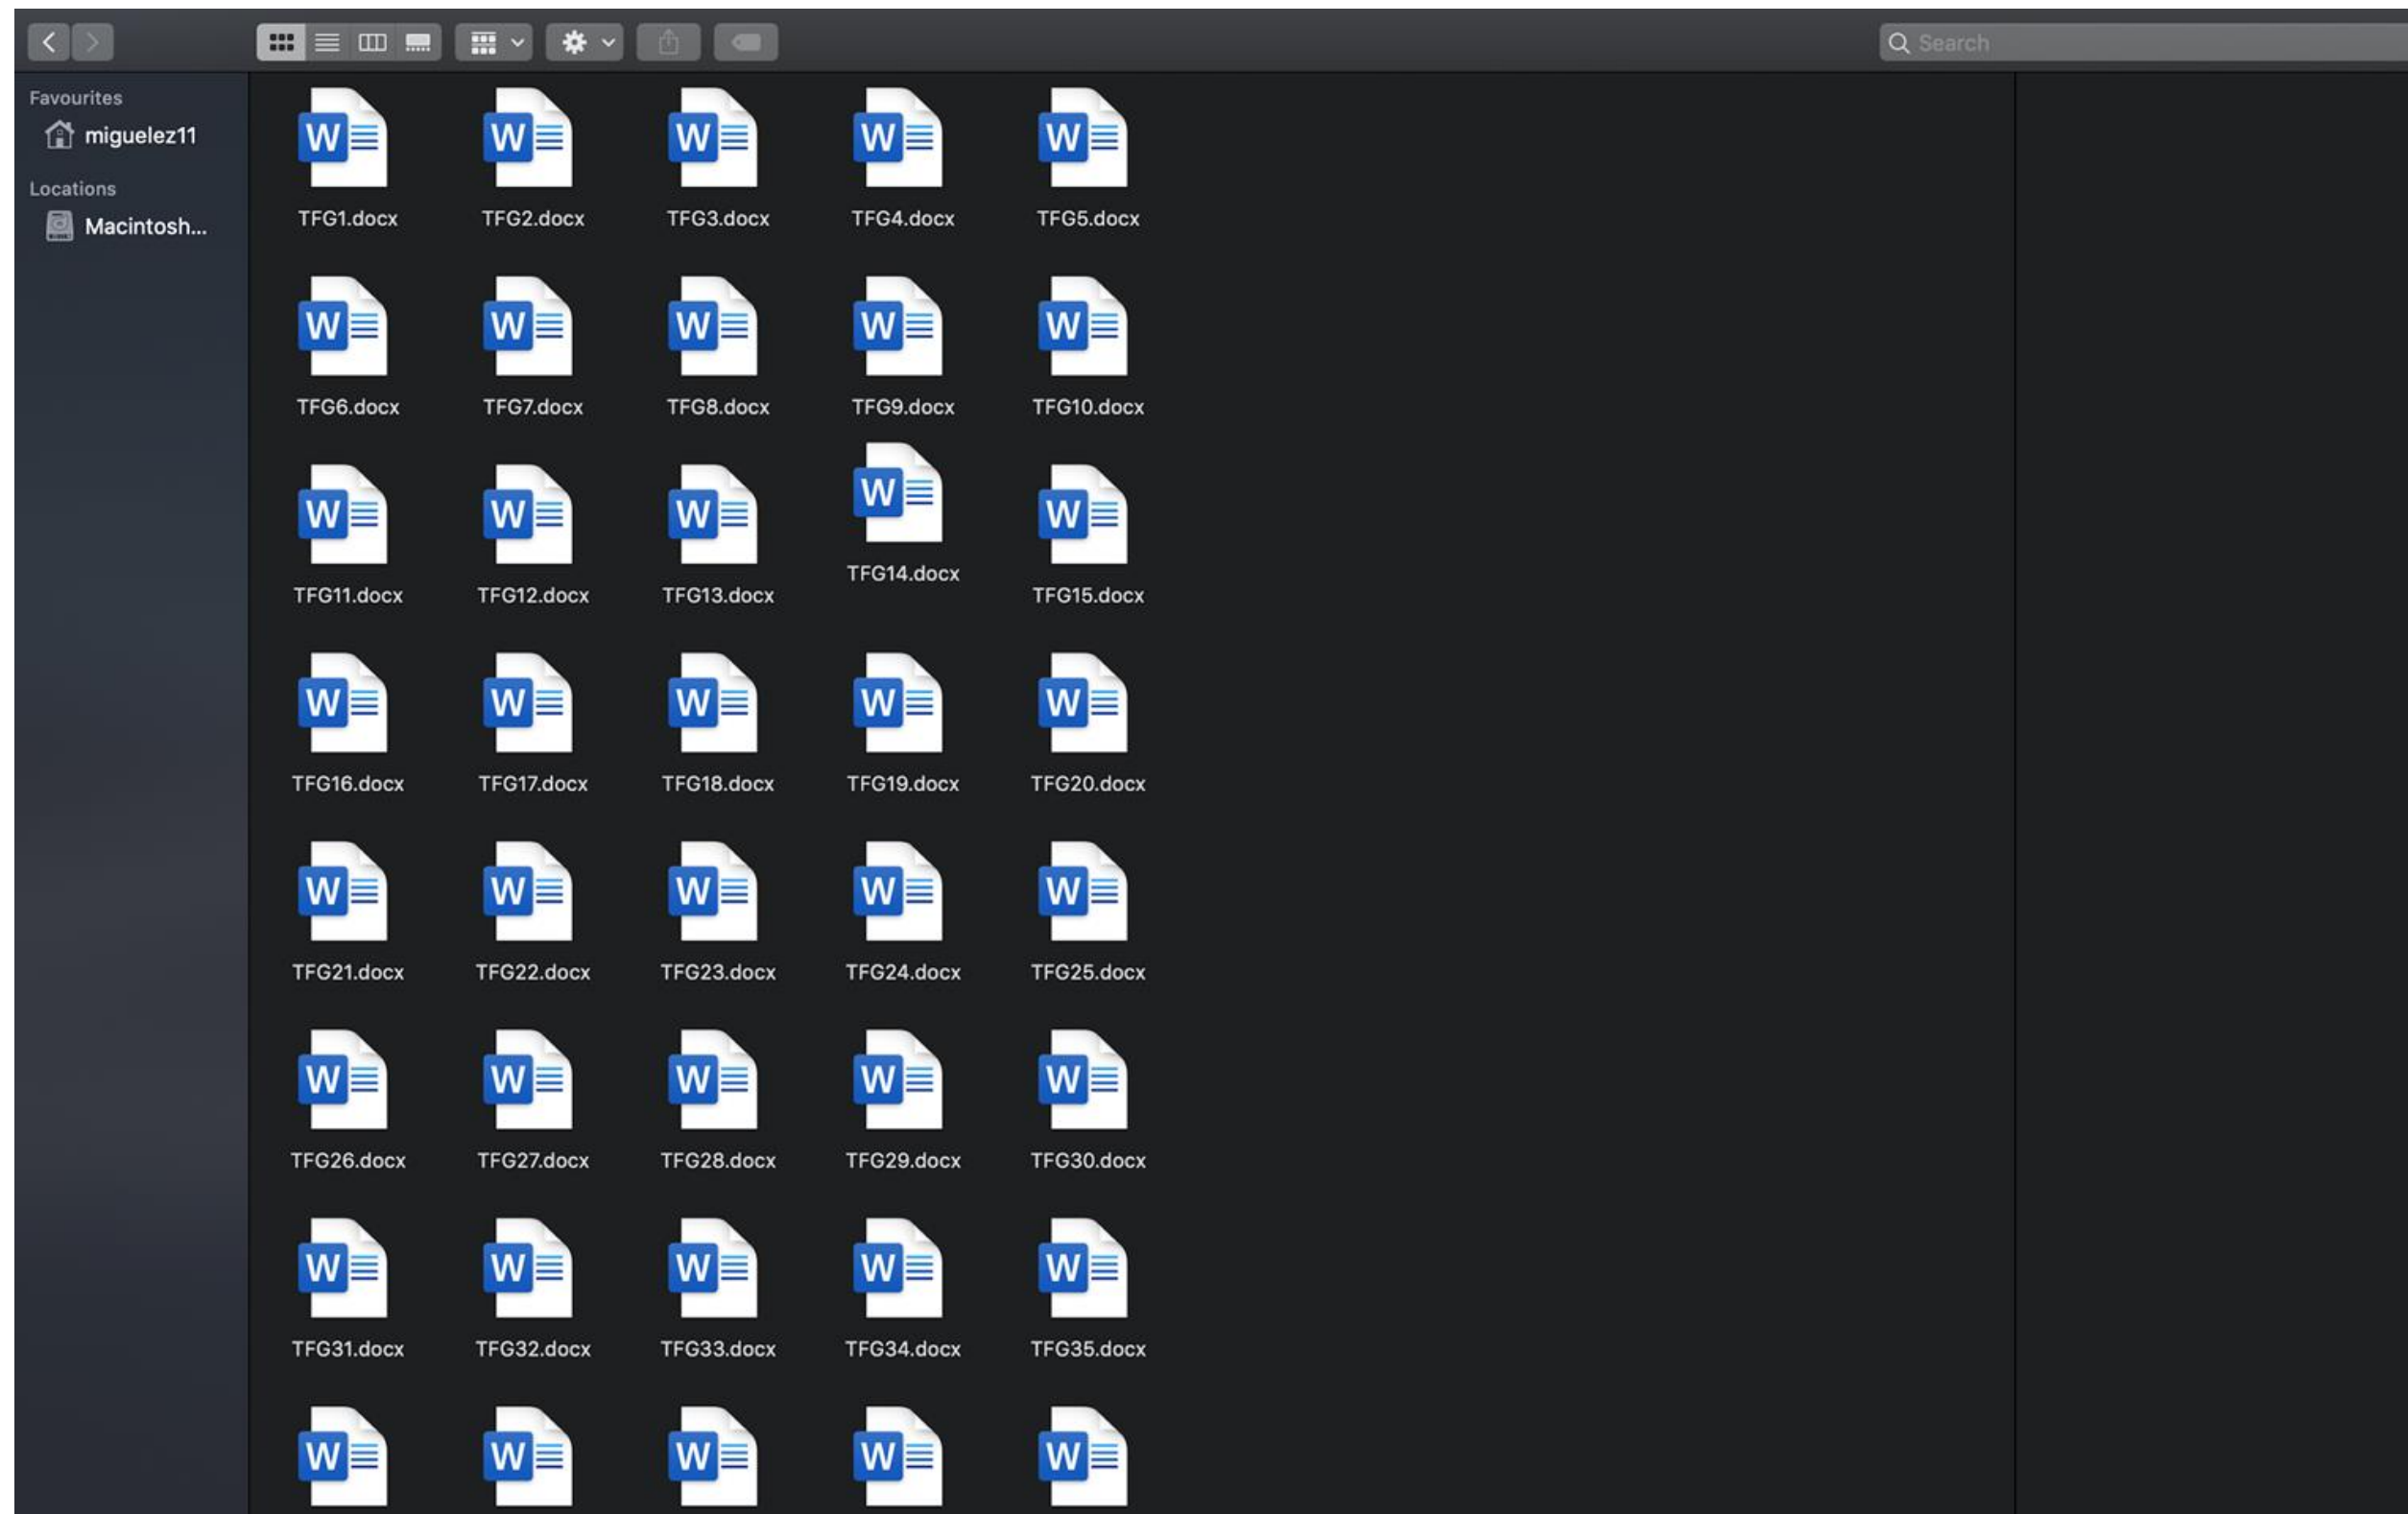 Search
Favourites
miguelez11
Locations
Macintosh...
TFG1.docx TFG2.docx TFG3.docx TFG4.docx TFG5.docx
TFG6.docx TFG7.docx TFG8.docx TFG9.docx TFG10.docx
TFG11.docx TFG12.docx TFG13.docx TFG14.docx TFG15.docx
TFG16.docx TFG17.docx TFG18.docx TFG19.docx TFG20.docx
TFG21.docx TFG22.docx TFG23.docx TFG24.docx TFG25.docx
TFG26.docx TFG27.docx TFG28.docx TFG29.docx TFG30.docx
TFG31.docx TFG32.docx TFG33.docx TFG34.docx TFG35.docx